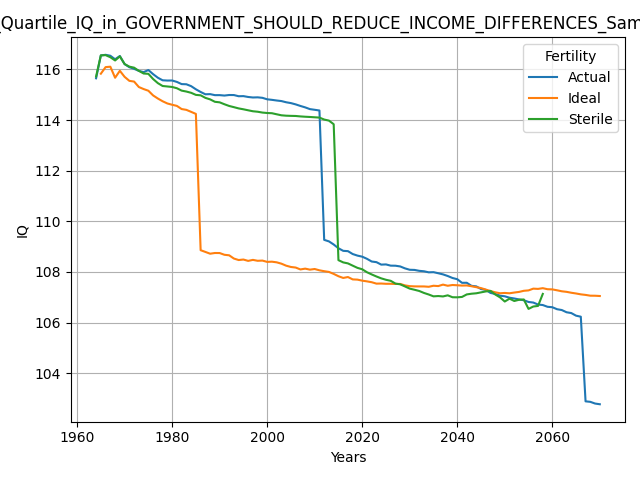 _Quartile_IQ_in_GOVERNMENT_SHOULD_REDUCE_INCOME_DIFFERENCES_Sam
Fertility
Actual
Ideal
Sterile
116
114
112
110
108
106
104
IQ
1960
1980
2000
2020
2040
2060
Years